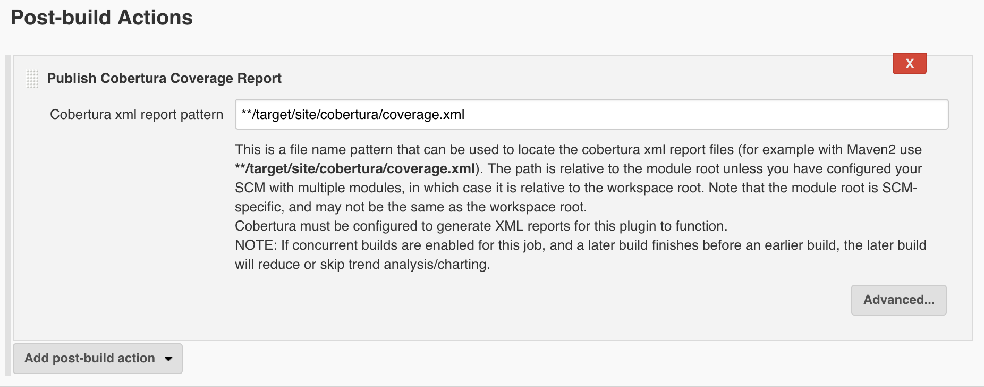 Post-build Actions
X
Publish Cobertura Coverage Report
Cobertura xml report pattern
**/target/site/cobertura/coverage.xml
This is a file name pattern that can be used to locate the cobertura xml report files (for example with Maven2 use
**/target/site/cobertura/coverage.xml). The path is relative to the module root unless you have configured your
SCM with multiple modules, in which case it is relative to the workspace root. Note that the module root is SCM-
specific, and may not be the same as the workspace root.
Cobertura must be configured to generate XML reports for this plugin to function.
NOTE: If concurrent builds are enabled for this job, and a later build finishes before an earlier build, the later build
will reduce or skip trend analysis/charting.
Advanced...
Add post-build action